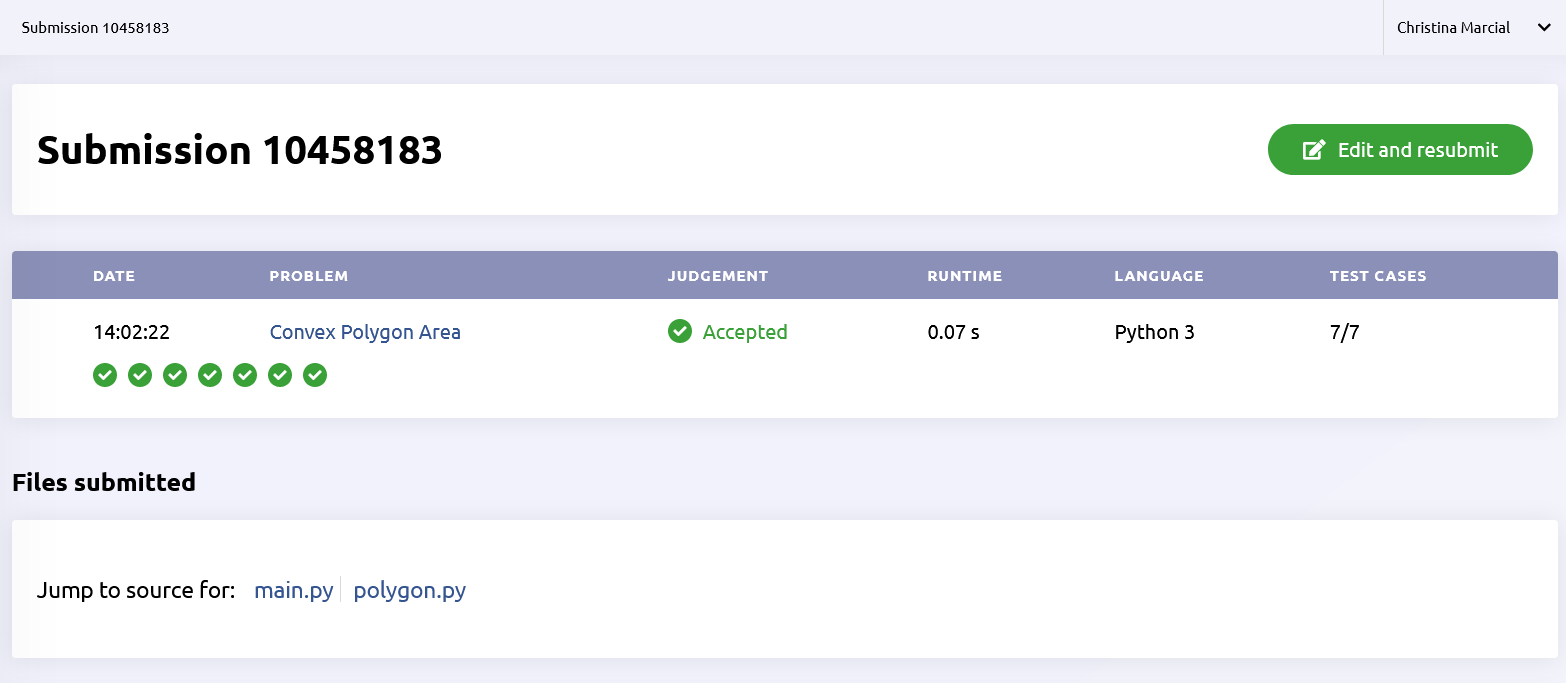 Submission 10458183 Christina Marcial
Submission 10458183 Edit and resubmit
DATE PROBLEM JUDGEMENT RUNTIME LANGUAGE TEST CASES
14:02:22 Convex Polygon Area Accepted 0.07 s Python 3 7/7
Files submitted
Jump to source for: main.py polygon.py